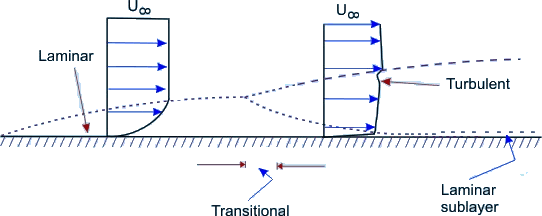 U∞
U∞
Laminar
Turbulent
Transitional
Laminar
sublayer